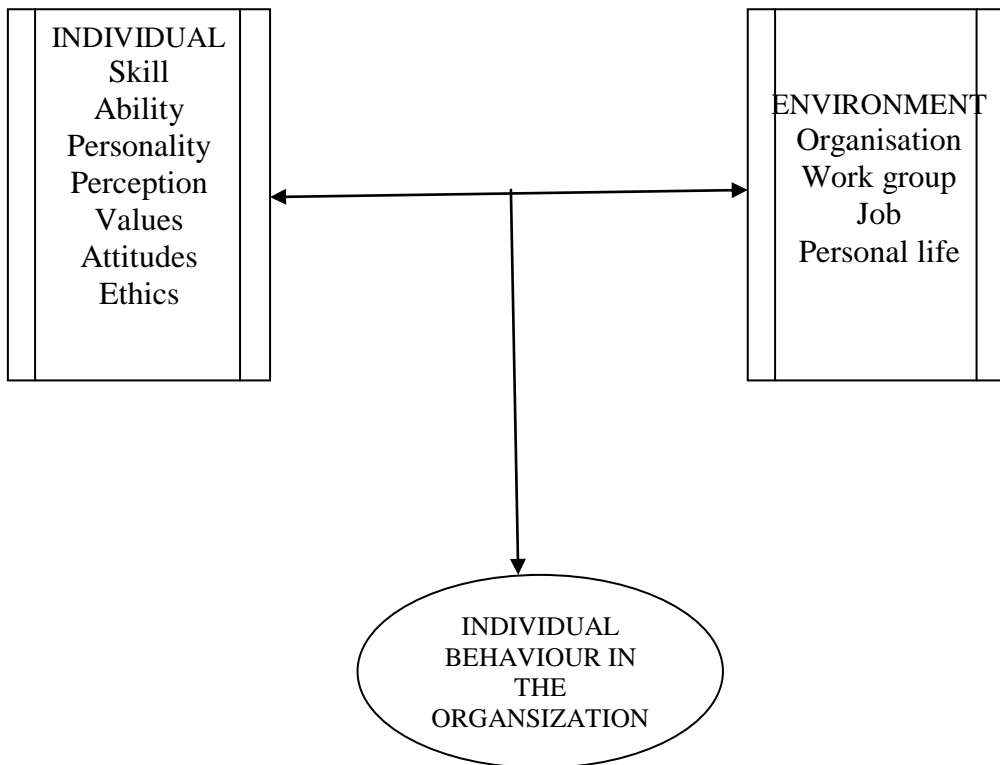 INDIVIDUAL
Skill
Ability
Personality
Perception
Values
Attitudes
Ethics
ENVIRONMENT
Organisation
Work group
Job
Personal life
INDIVIDUAL
BEHAVIOUR IN
THE
ORGANSIZATION